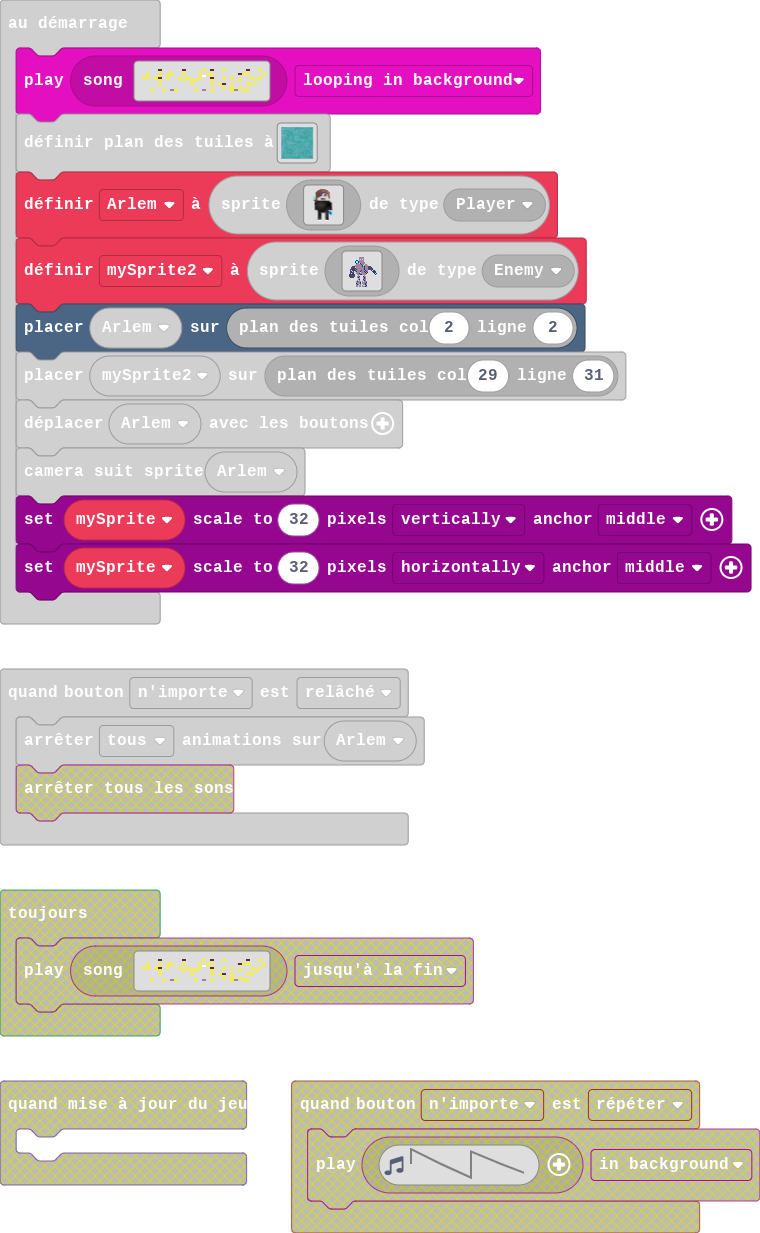 au démarrage
play song looping in background
définir plan des tuiles à
définir Arlem à sprite de type Player
définir mySprite2 à sprite de type Enemy
placer Arlem sur plan des tuiles col 2 ligne 2
placer mySprite2 sur plan des tuiles col 29 ligne 31
déplacer Arlem avec les boutons
camera suit sprite Arlem
set mySprite scale to 32 pixels vertically anchor middle
set mySprite scale to 32 pixels horizontally anchor middle
quand bouton n'importe est relâché
arrêter tous animations sur Arlem
arrêter tous les sons
toujours
play song jusqu'à la fin
quand mise à jour du jeu
quand bouton n'importe est répéter
play in background